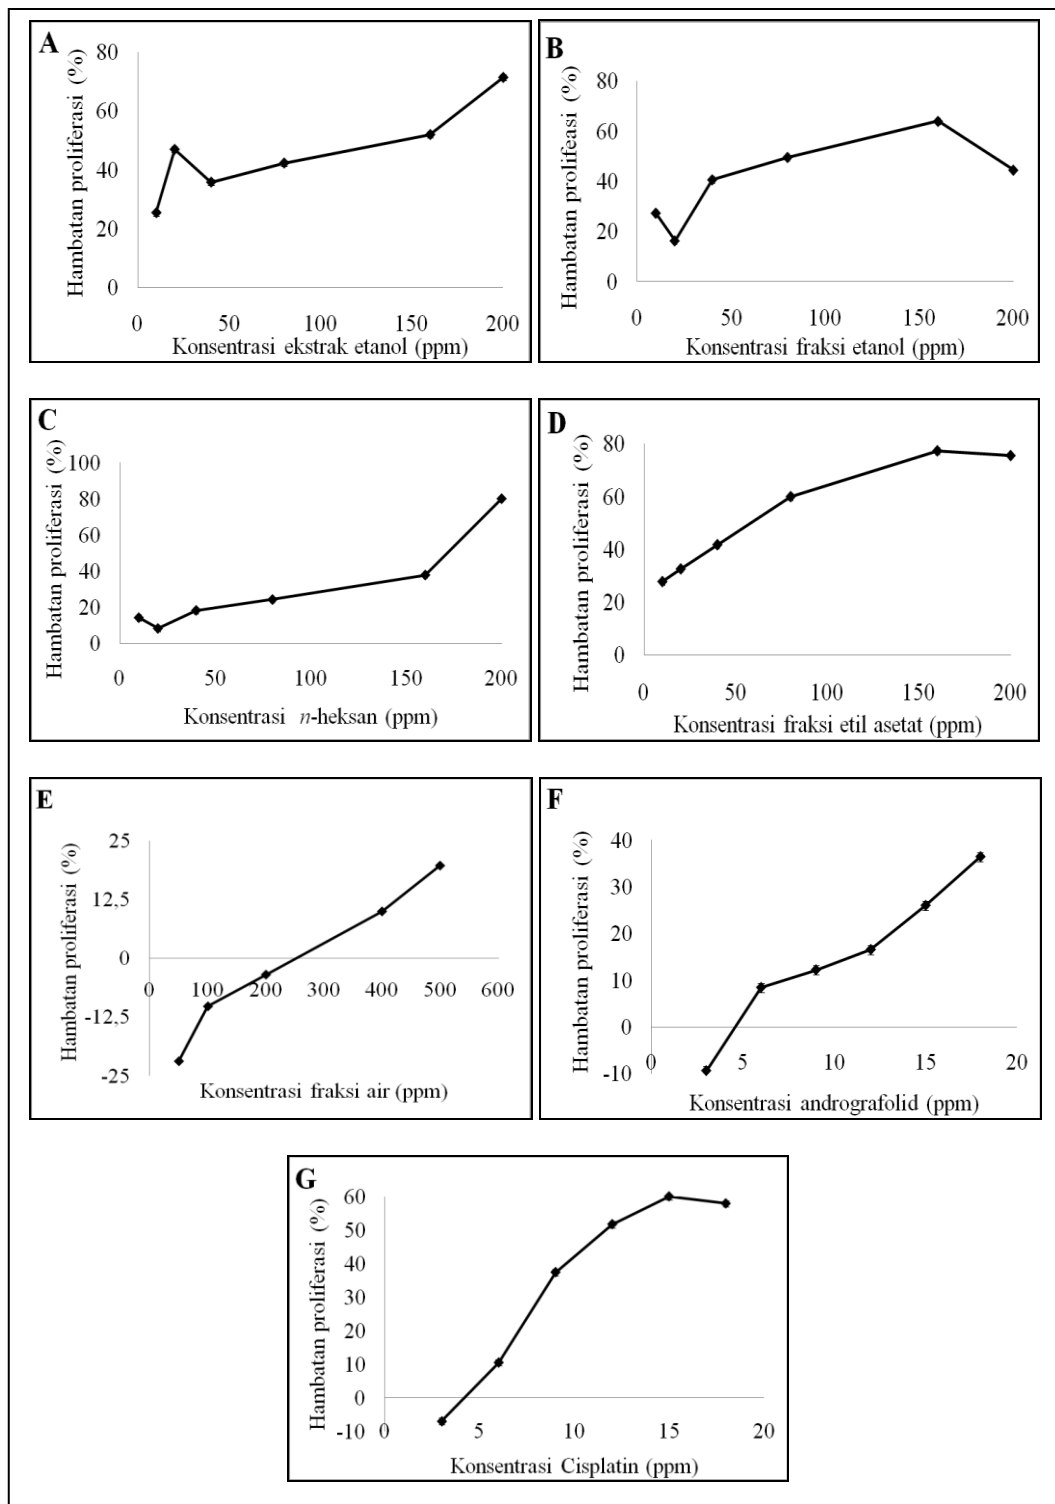 A
Hambatan proliferasi (%)
80
60
40
20
0
0 50 100 150 200
Konsentrasi ekstrak etanol (ppm)
B
Hambatan prolifeasi (%)
80
60
40
20
0
0 50 100 150 200
Konsentrasi fraksi etanol (ppm)
C
Hambatan proliferasi (%)
100
80
60
40
20
0
0 50 100 150 200
Konsentrasi n-heksan (ppm)
D
Hambatan proliferasi (%)
80
60
40
20
0
0 50 100 150 200
Konsentrasi fraksi etil asetat (ppm)
E
Hambatan proliferasi (%)
25
12,5
0
-12,5
-25
0 100 200 300 400 500 600
Konsentrasi fraksi air (ppm)
F
Hambatan proliferasi (%)
40
30
20
10
0
-10
0 5 10 15 20
Konsentrasi andrografolid (ppm)
G
Hambatan proliferasi (%)
60
50
40
30
20
10
0
-10
0 5 10 15 20
Konsentrasi Cisplatin (ppm)